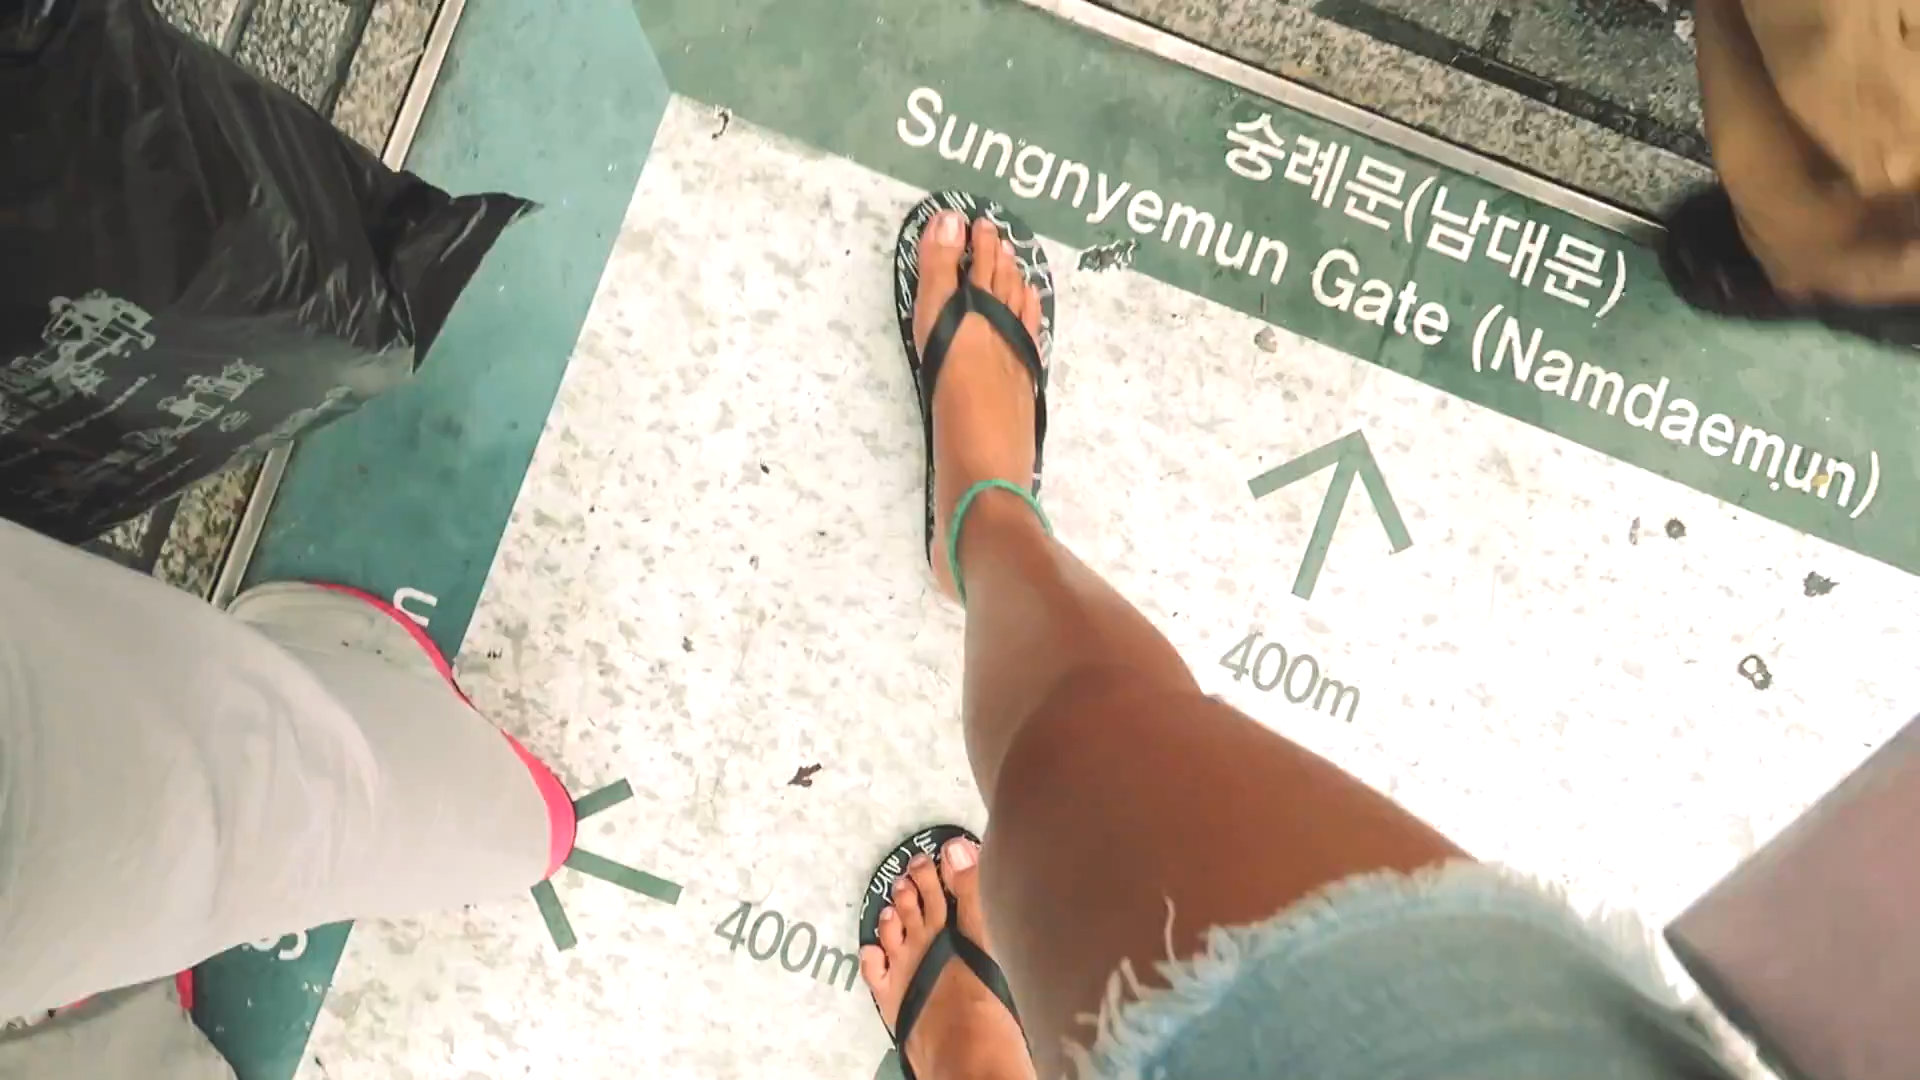 숭례문(남대문)
Sungnyemun Gate (Namdaemun)
400m
400m